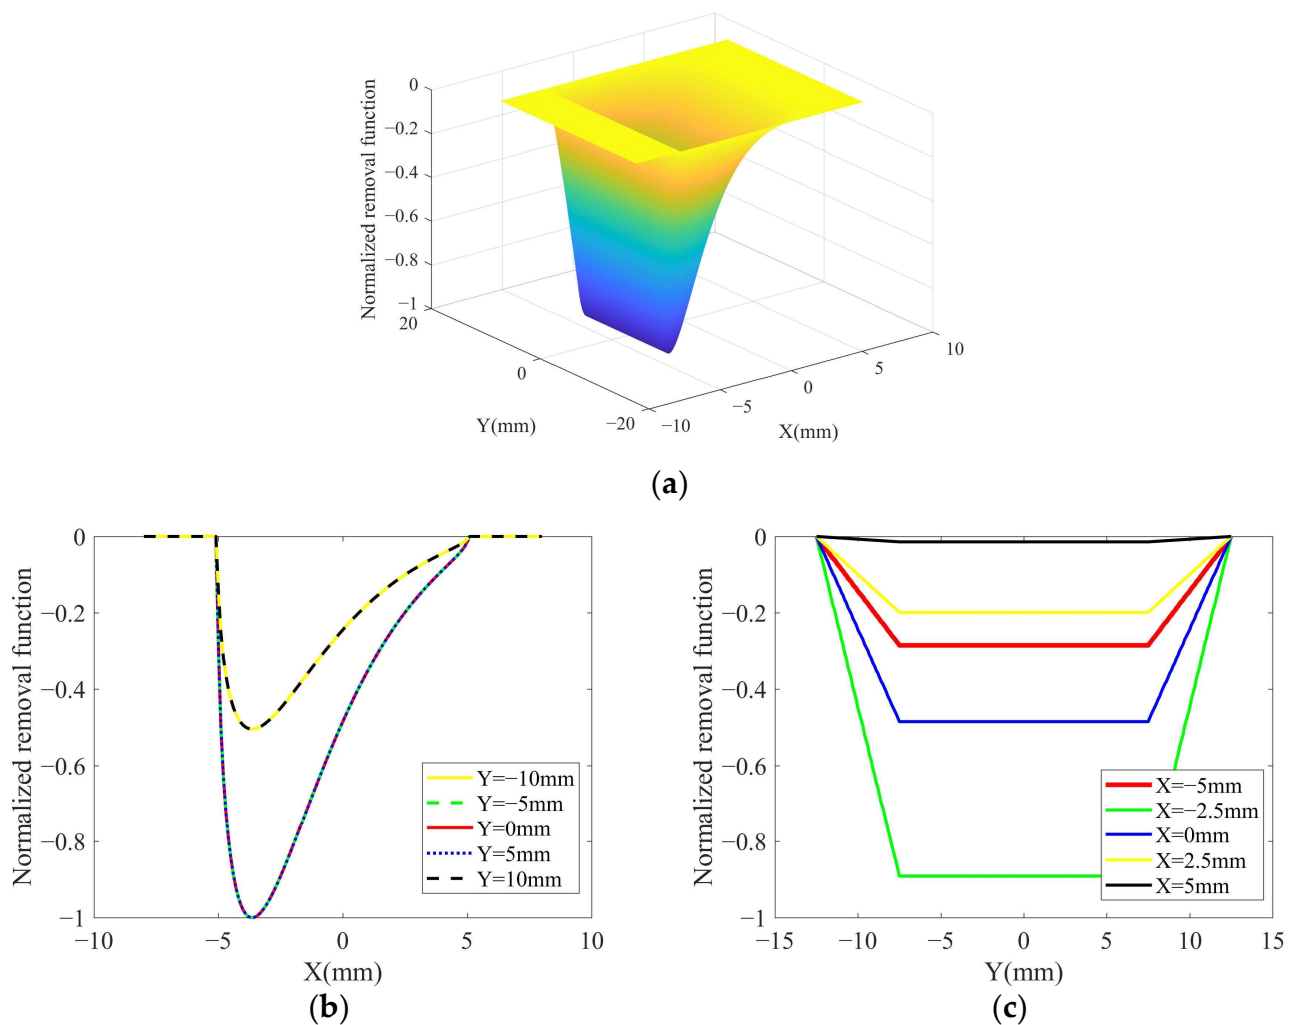 Normalized removal function
0
−0.2
−0.4
−0.6
−0.8
−1
20
0
−20
Y(mm)
−10
−5
0
5
10
X(mm)
(a)
Normalized removal function
0
−0.2
−0.4
−0.6
−0.8
−1
−10
−5
0
5
10
X(mm)
Y=−10mm
Y=−5mm
Y=0mm
Y=5mm
Y=10mm
(b)
Normalized removal function
0
−0.2
−0.4
−0.6
−0.8
−1
−15
−10
−5
0
5
10
15
Y(mm)
X=−5mm
X=−2.5mm
X=0mm
X=2.5mm
X=5mm
(c)